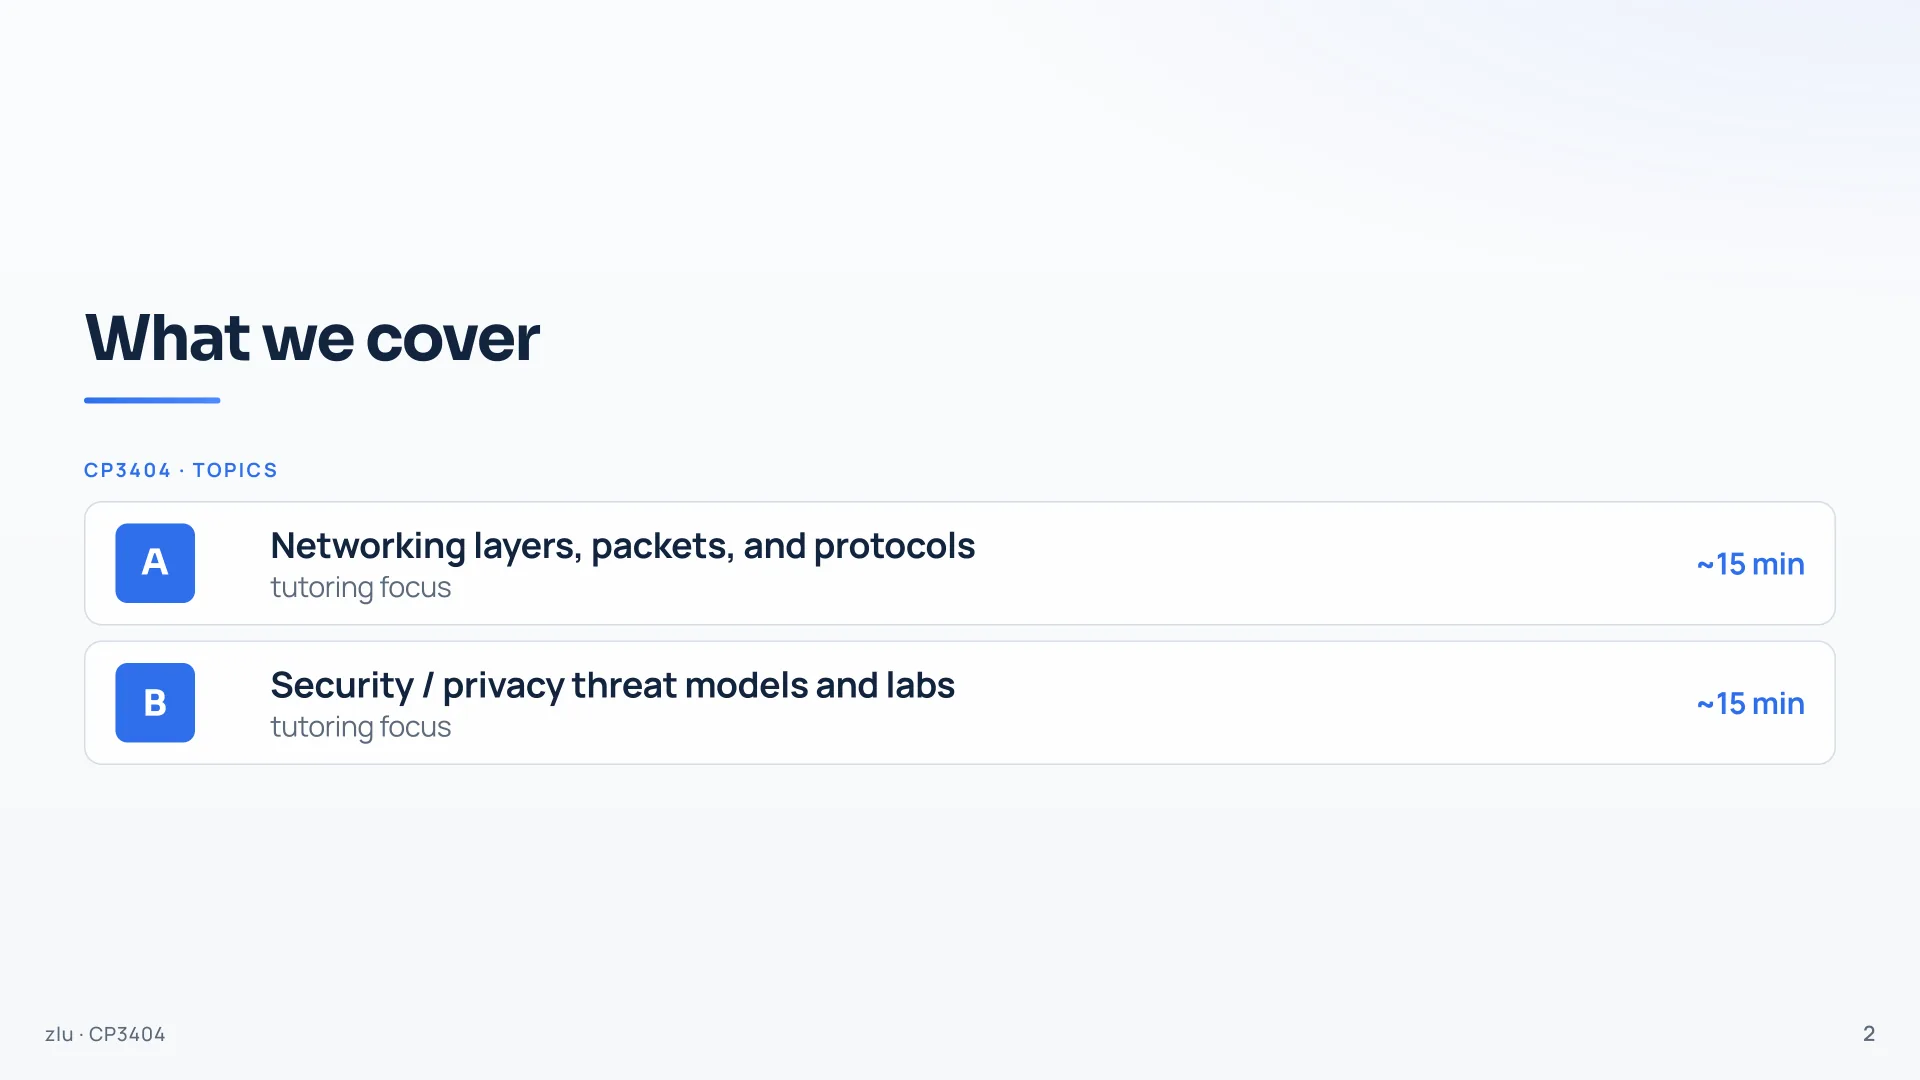 What we cover
CP3404 · TOPICS
A
Networking layers, packets, and protocols
tutoring focus
~15 min
B
Security / privacy threat models and labs
tutoring focus
~15 min
zlu · CP3404
2